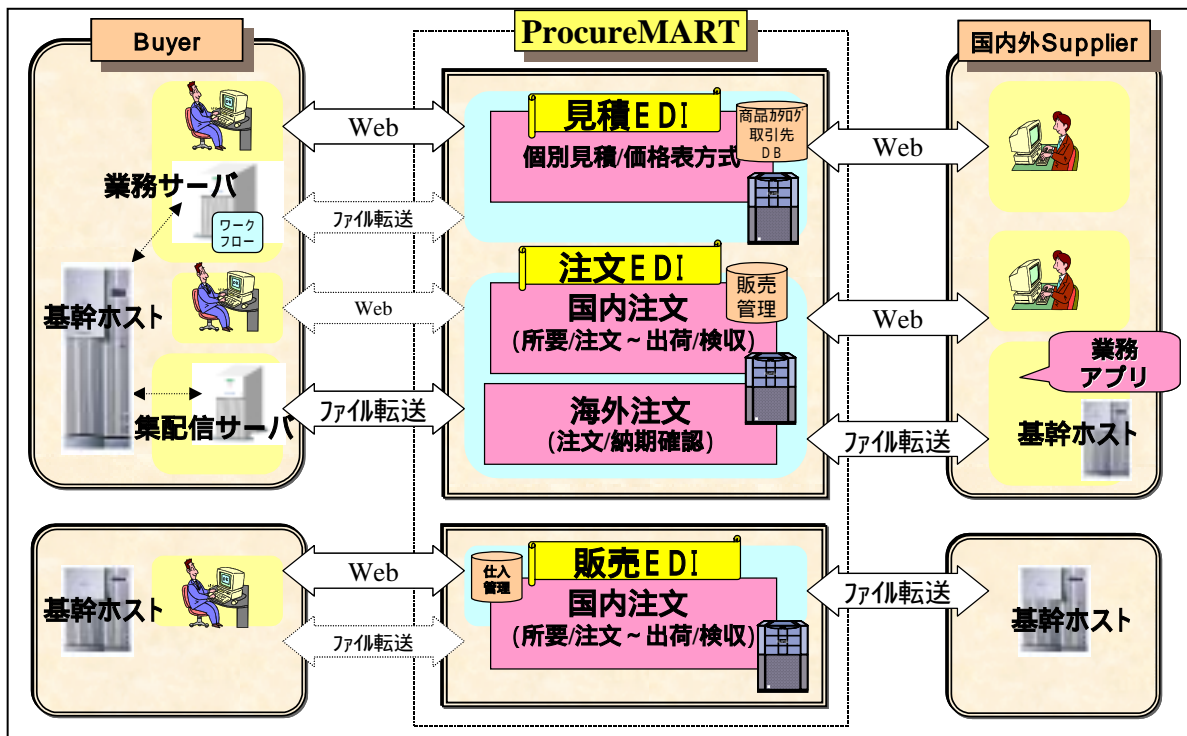 Buyer
ProcureMART
国内外Supplier
Web
見積EDI
商品ｶﾀﾛｸﾞ
取引先
DB
個別見積/価格表方式
Web
業務サーバ
ワーク
フロー
ファイル転送
注文EDI
販売
管理
基幹ホスト
Web
国内注文
(所要/注文~出荷/検収)
Web
業務
アプリ
集配信サーバ
ファイル転送
海外注文
(注文/納期確認)
ファイル転送
基幹ホスト
Web
仕入
管理
販売EDI
ファイル転送
基幹ホスト
国内注文
(所要/注文~出荷/検収)
ファイル転送
基幹ホスト